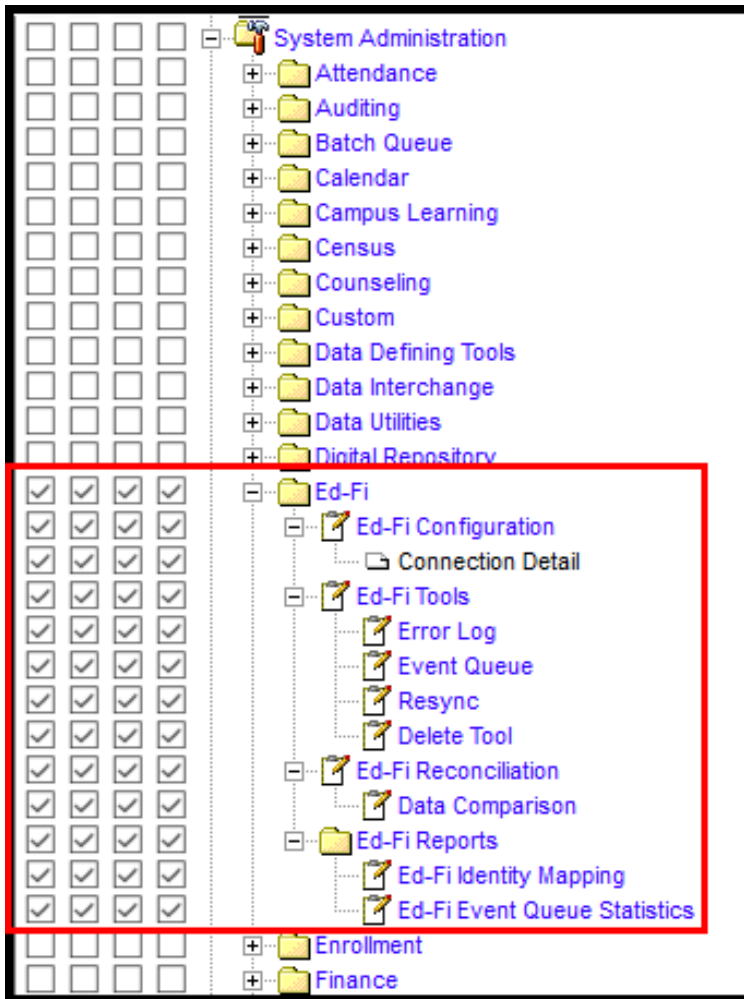 System Administration
Attendance
Auditing
Batch Queue
Calendar
Campus Learning
Census
Counseling
Custom
Data Defining Tools
Data Interchange
Data Utilities
Digital Repository
Ed-Fi
Ed-Fi Configuration
Connection Detail
Ed-Fi Tools
Error Log
Event Queue
Resync
Delete Tool
Ed-Fi Reconciliation
Data Comparison
Ed-Fi Reports
Ed-Fi Identity Mapping
Ed-Fi Event Queue Statistics
Enrollment
Finance